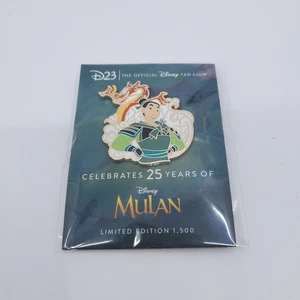 D23 | THE OFFICIAL Disney FAN CLUB
CELEBRATES 25 YEARS OF
Disney
MULAN
LIMITED EDITION 1,500